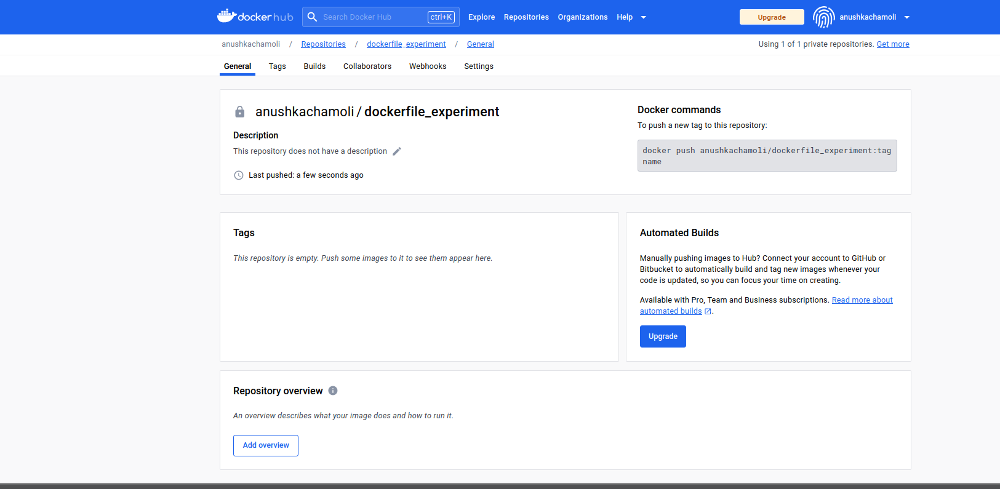 docker hub
Search Docker Hub ctrl+K Explore Repositories Organizations Help Upgrade anushkachamoli
anushkachamoli / Repositories / dockerfile_experiment / General Using 1 of 1 private repositories. Get more
General Tags Builds Collaborators Webhooks Settings
anushkachamoli / dockerfile_experiment
Description
This repository does not have a description
Last pushed: a few seconds ago
Docker commands
To push a new tag to this repository:
docker push anushkachamoli/dockerfile_experiment:tag
name
Tags
This repository is empty. Push some images to it to see them appear here.
Automated Builds
Manually pushing images to Hub? Connect your account to GitHub or
Bitbucket to automatically build and tag new images whenever your
code is updated, so you can focus your time on creating.
Available with Pro, Team and Business subscriptions. Read more about
automated builds .
Upgrade
Repository overview
An overview describes what your image does and how to run it.
Add overview